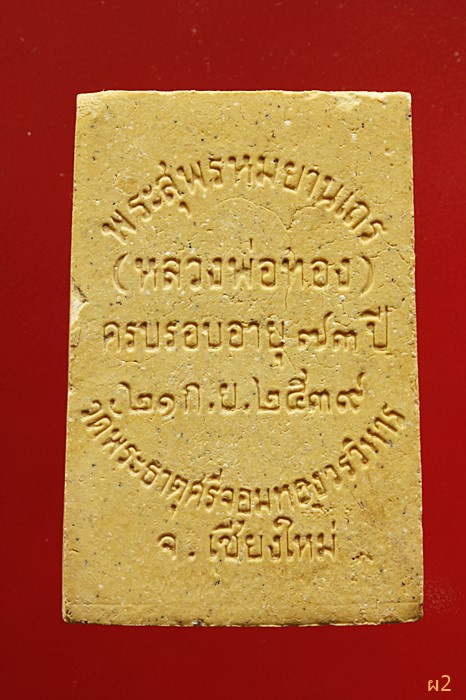 พระสุพรหมยานเถร
(หลวงพ่อทอง)
ครบรอบอายุ ๗๓ ปี
๒๑ ก.ย. ๒๕๓๙
วัดพระธาตุศรีจอมทองวรวิหาร
จ. เชียงใหม่
ผ2